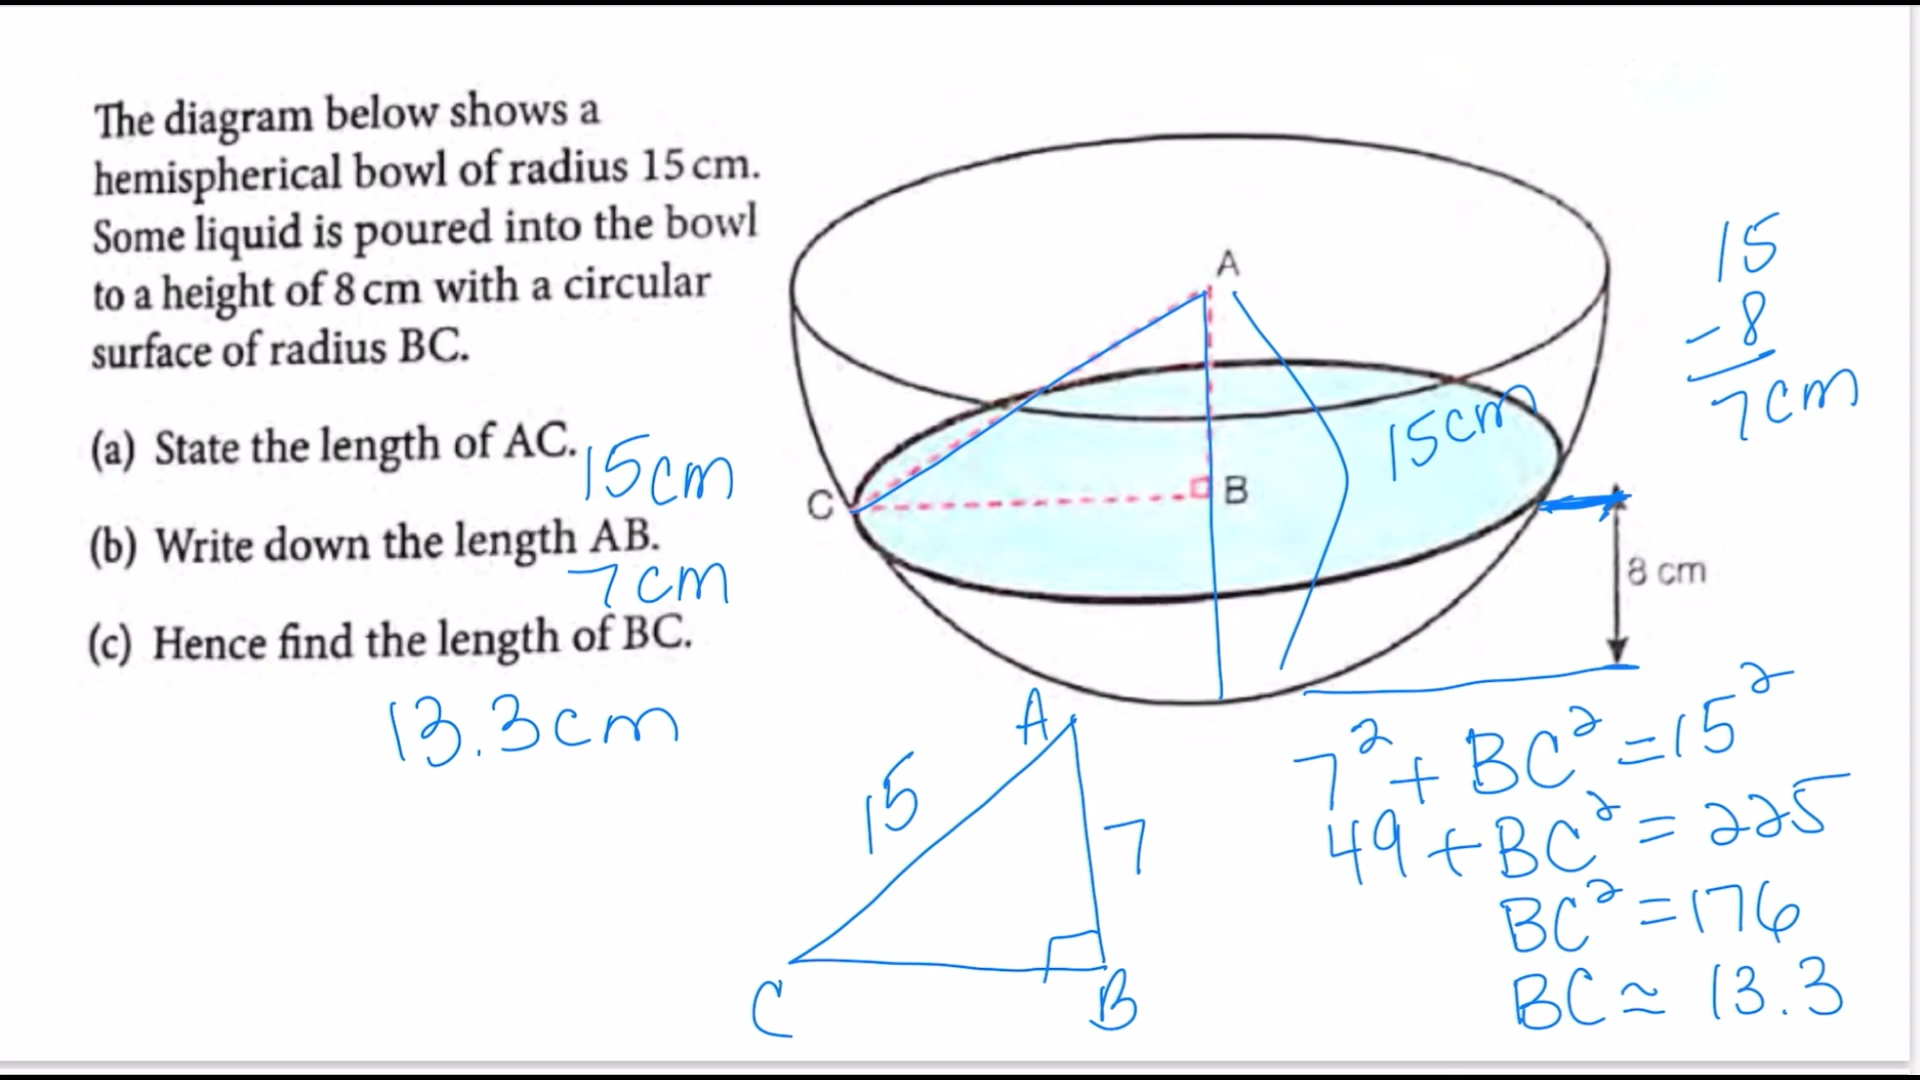 The diagram below shows a
hemispherical bowl of radius 15 cm.
Some liquid is poured into the bowl
to a height of 8 cm with a circular
surface of radius BC.
(a) State the length of AC.
15cm
(b) Write down the length AB.
7cm
(c) Hence find the length of BC.
13.3cm
A
B
C
15cm
8 cm
15
-8
7cm
A
15
7
C
B
7² + BC² = 15²
49 + BC² = 225
BC² = 176
BC ≈ 13.3